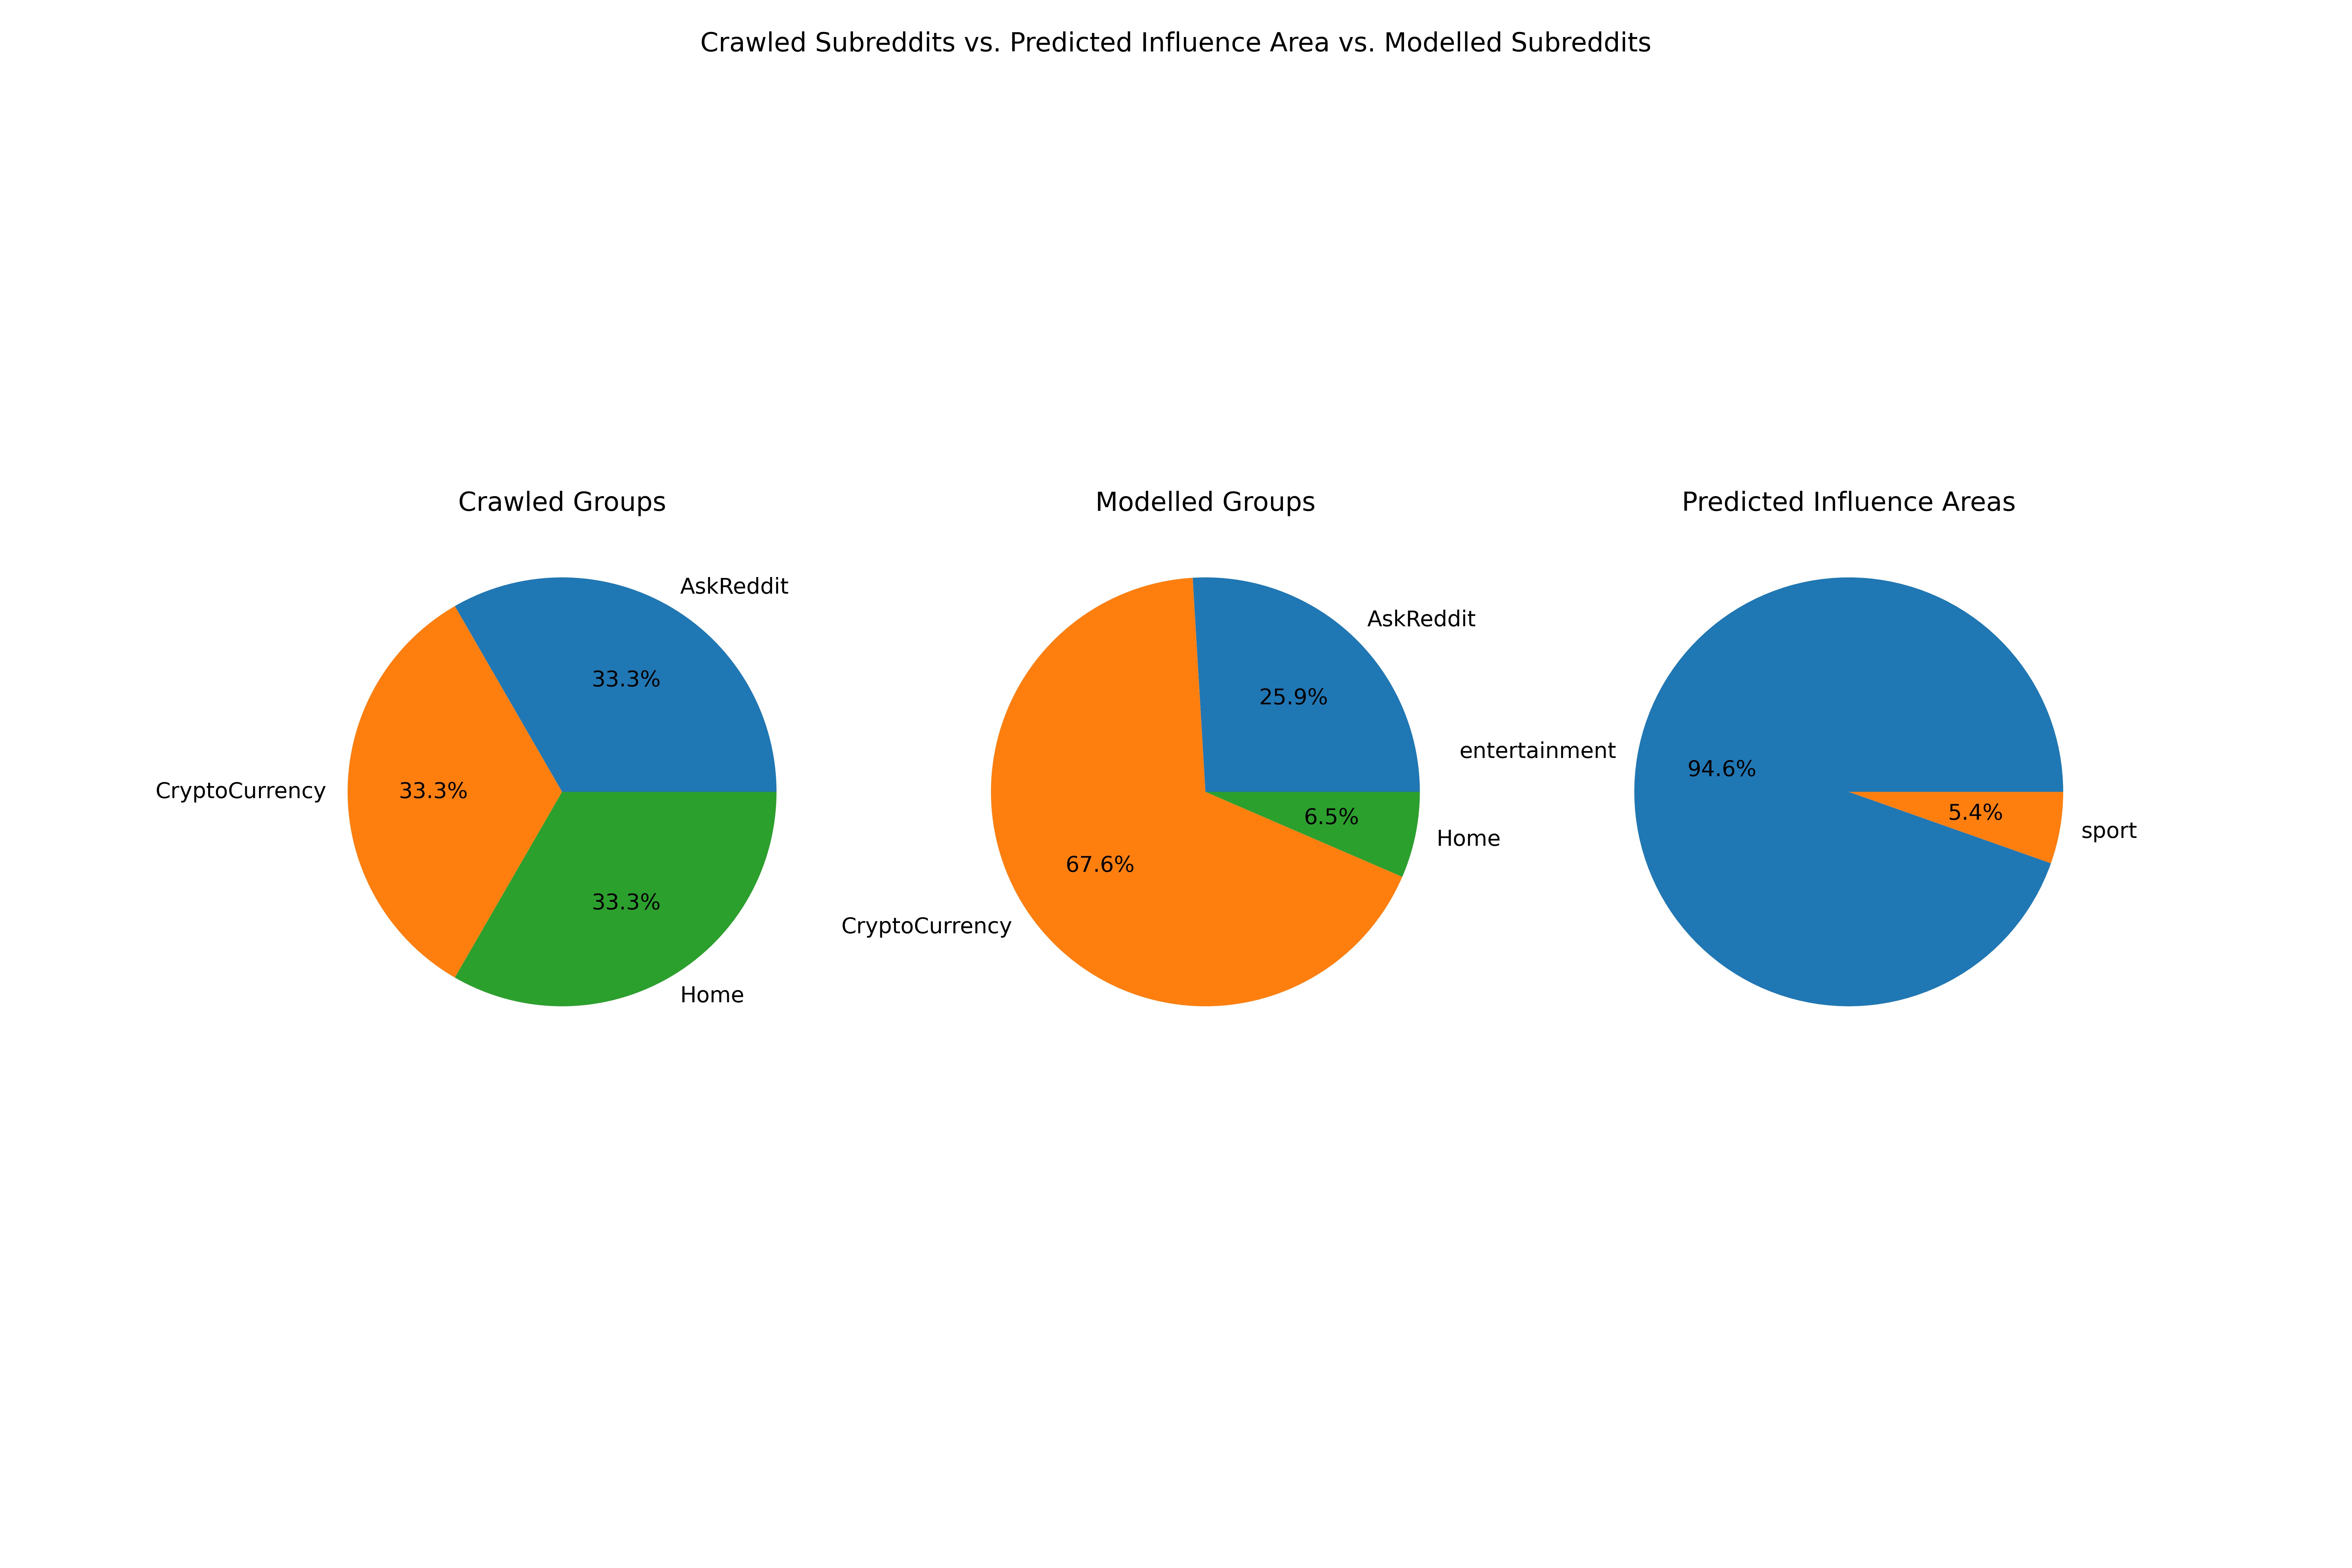 Crawled Subreddits vs. Predicted Influence Area vs. Modelled Subreddits
Crawled Groups
AskReddit
33.3%
CryptoCurrency
33.3%
33.3%
Home
Modelled Groups
AskReddit
25.9%
6.5%
Home
67.6%
CryptoCurrency
Predicted Influence Areas
entertainment
94.6%
5.4%
sport